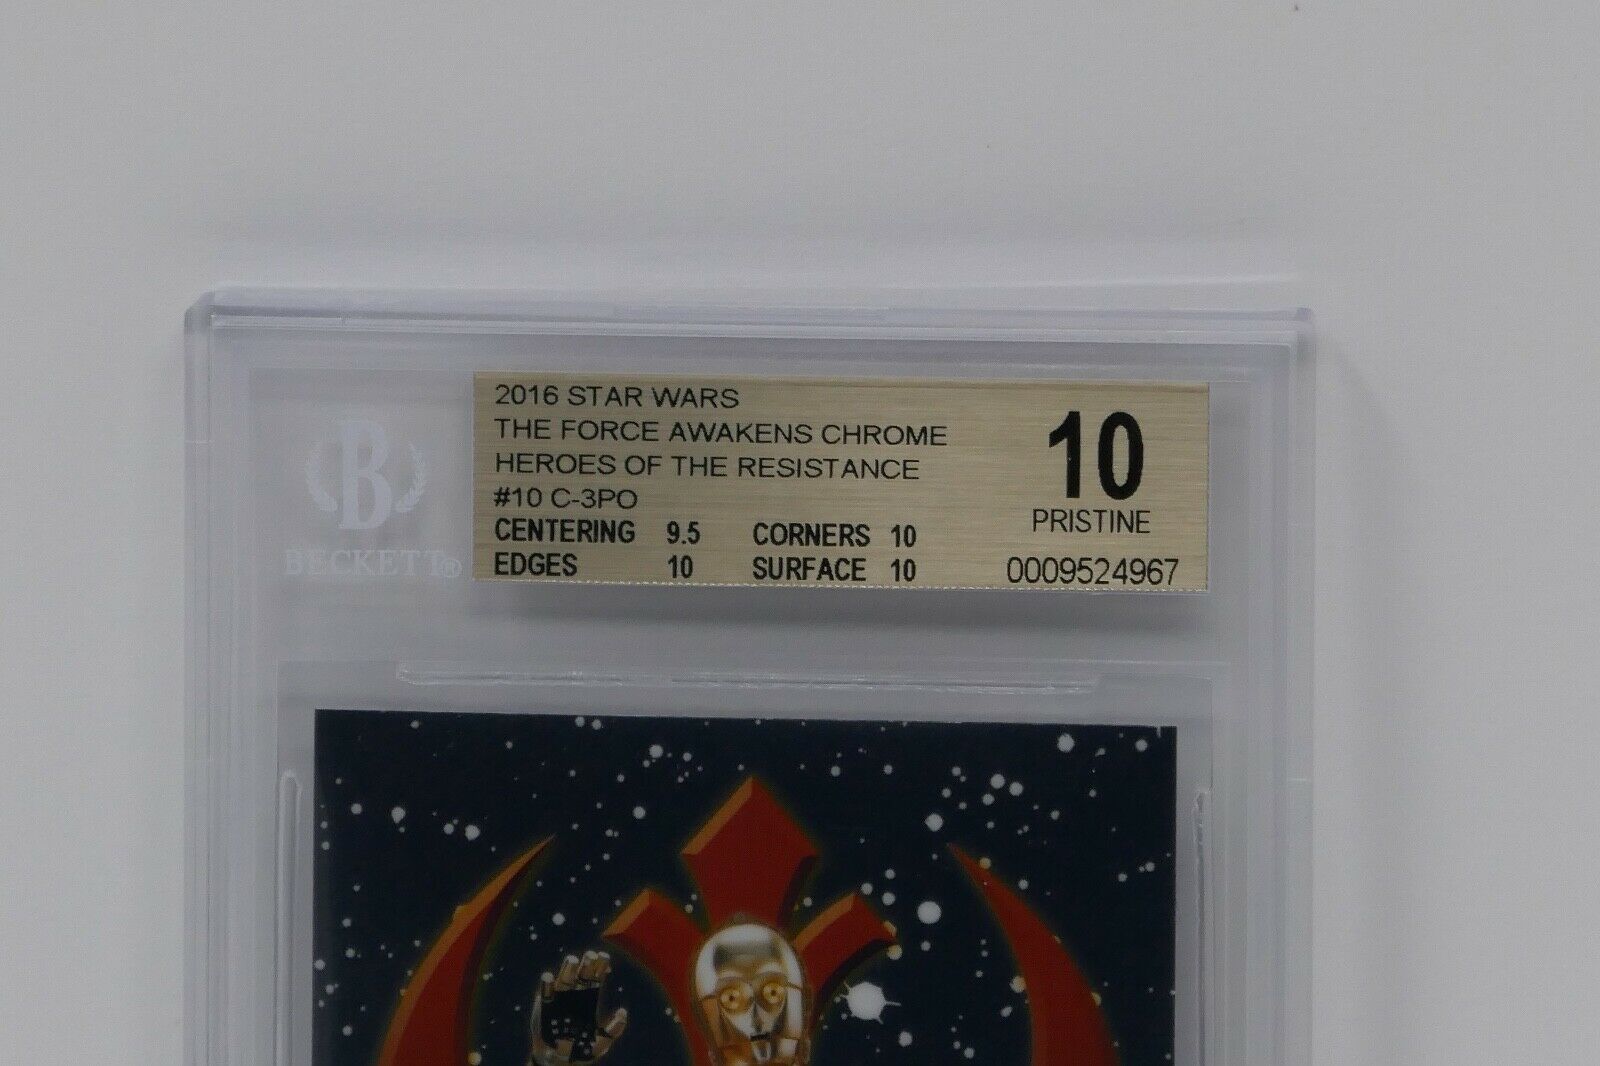 2016 STAR WARS
THE FORCE AWAKENS CHROME
HEROES OF THE RESISTANCE
#10 C-3PO
CENTERING 9.5 CORNERS 10
EDGES 10 SURFACE 10
10
PRISTINE
0009524967
B
BECKETT®